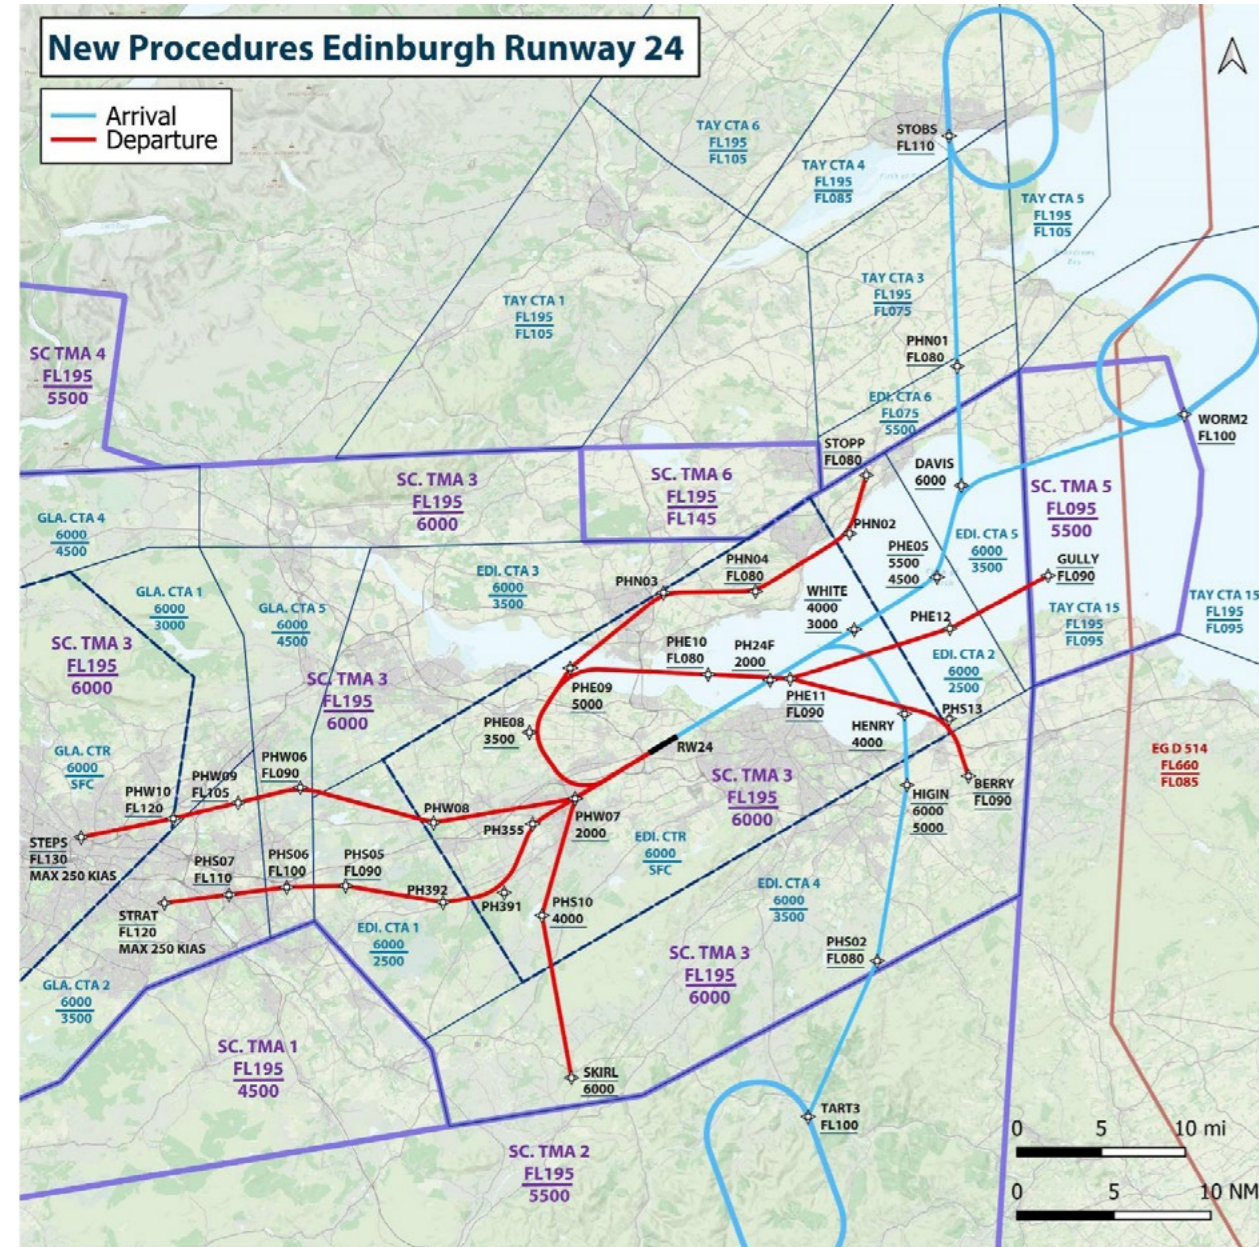 New Procedures Edinburgh Runway 24
Arrival
Departure
STOBS
FL110
TAY CTA 6
FL195
FL105
TAY CTA 4
FL195
FL085
TAY CTA 5
FL195
FL105
TAY CTA 3
FL195
FL075
TAY CTA 1
FL195
FL105
SC TMA 4
FL195
5500
PHN01
FL080
EDI. CTA 6
FL075
5500
WORM2
FL100
STOPP
FL080
DAVIS
6000
SC. TMA 3
FL195
6000
SC. TMA 6
FL195
FL145
SC. TMA 5
FL095
5500
GLA. CTA 4
6000
4500
PHN02
PHE05
5500
4500
EDI. CTA 5
6000
3500
GULLY
FL090
PHN04
FL080
PHN03
EDI. CTA 3
6000
3500
GLA. CTA 1
6000
3000
GLA. CTA 5
6000
4500
WHITE
4000
3000
PHE12
TAY CTA 15
FL195
FL095
TAY CTA 15
FL195
FL095
SC. TMA 3
FL195
6000
SC. TMA 3
FL195
6000
PHE10
FL080
PH24F
2000
EDI. CTA 2
6000
2500
PHE09
5000
PHE11
FL090
PHS13
PHE08
3500
HENRY
4000
RW24
GLA. CTR
6000
SFC
PHW10
FL120
PHW09
FL105
PHW06
FL090
SC. TMA 3
FL195
6000
BERRY
FL090
HIGIN
6000
5000
EG D 514
FL660
FL085
PHW08
PH355
PHW07
2000
EDI. CTR
6000
SFC
STEPS
FL130
MAX 250 KIAS
PHS07
FL110
PHS06
FL100
PHS05
FL090
PH392
PH391
EDI. CTA 4
6000
3500
STRAT
FL120
MAX 250 KIAS
PHS10
4000
EDI. CTA 1
6000
2500
PHS02
FL080
SC. TMA 3
FL195
6000
GLA. CTA 2
6000
3500
SC. TMA 1
FL195
4500
SKIRL
6000
TART3
FL100
SC. TMA 2
FL195
5500
0 5 10 mi
0 5 10 NM